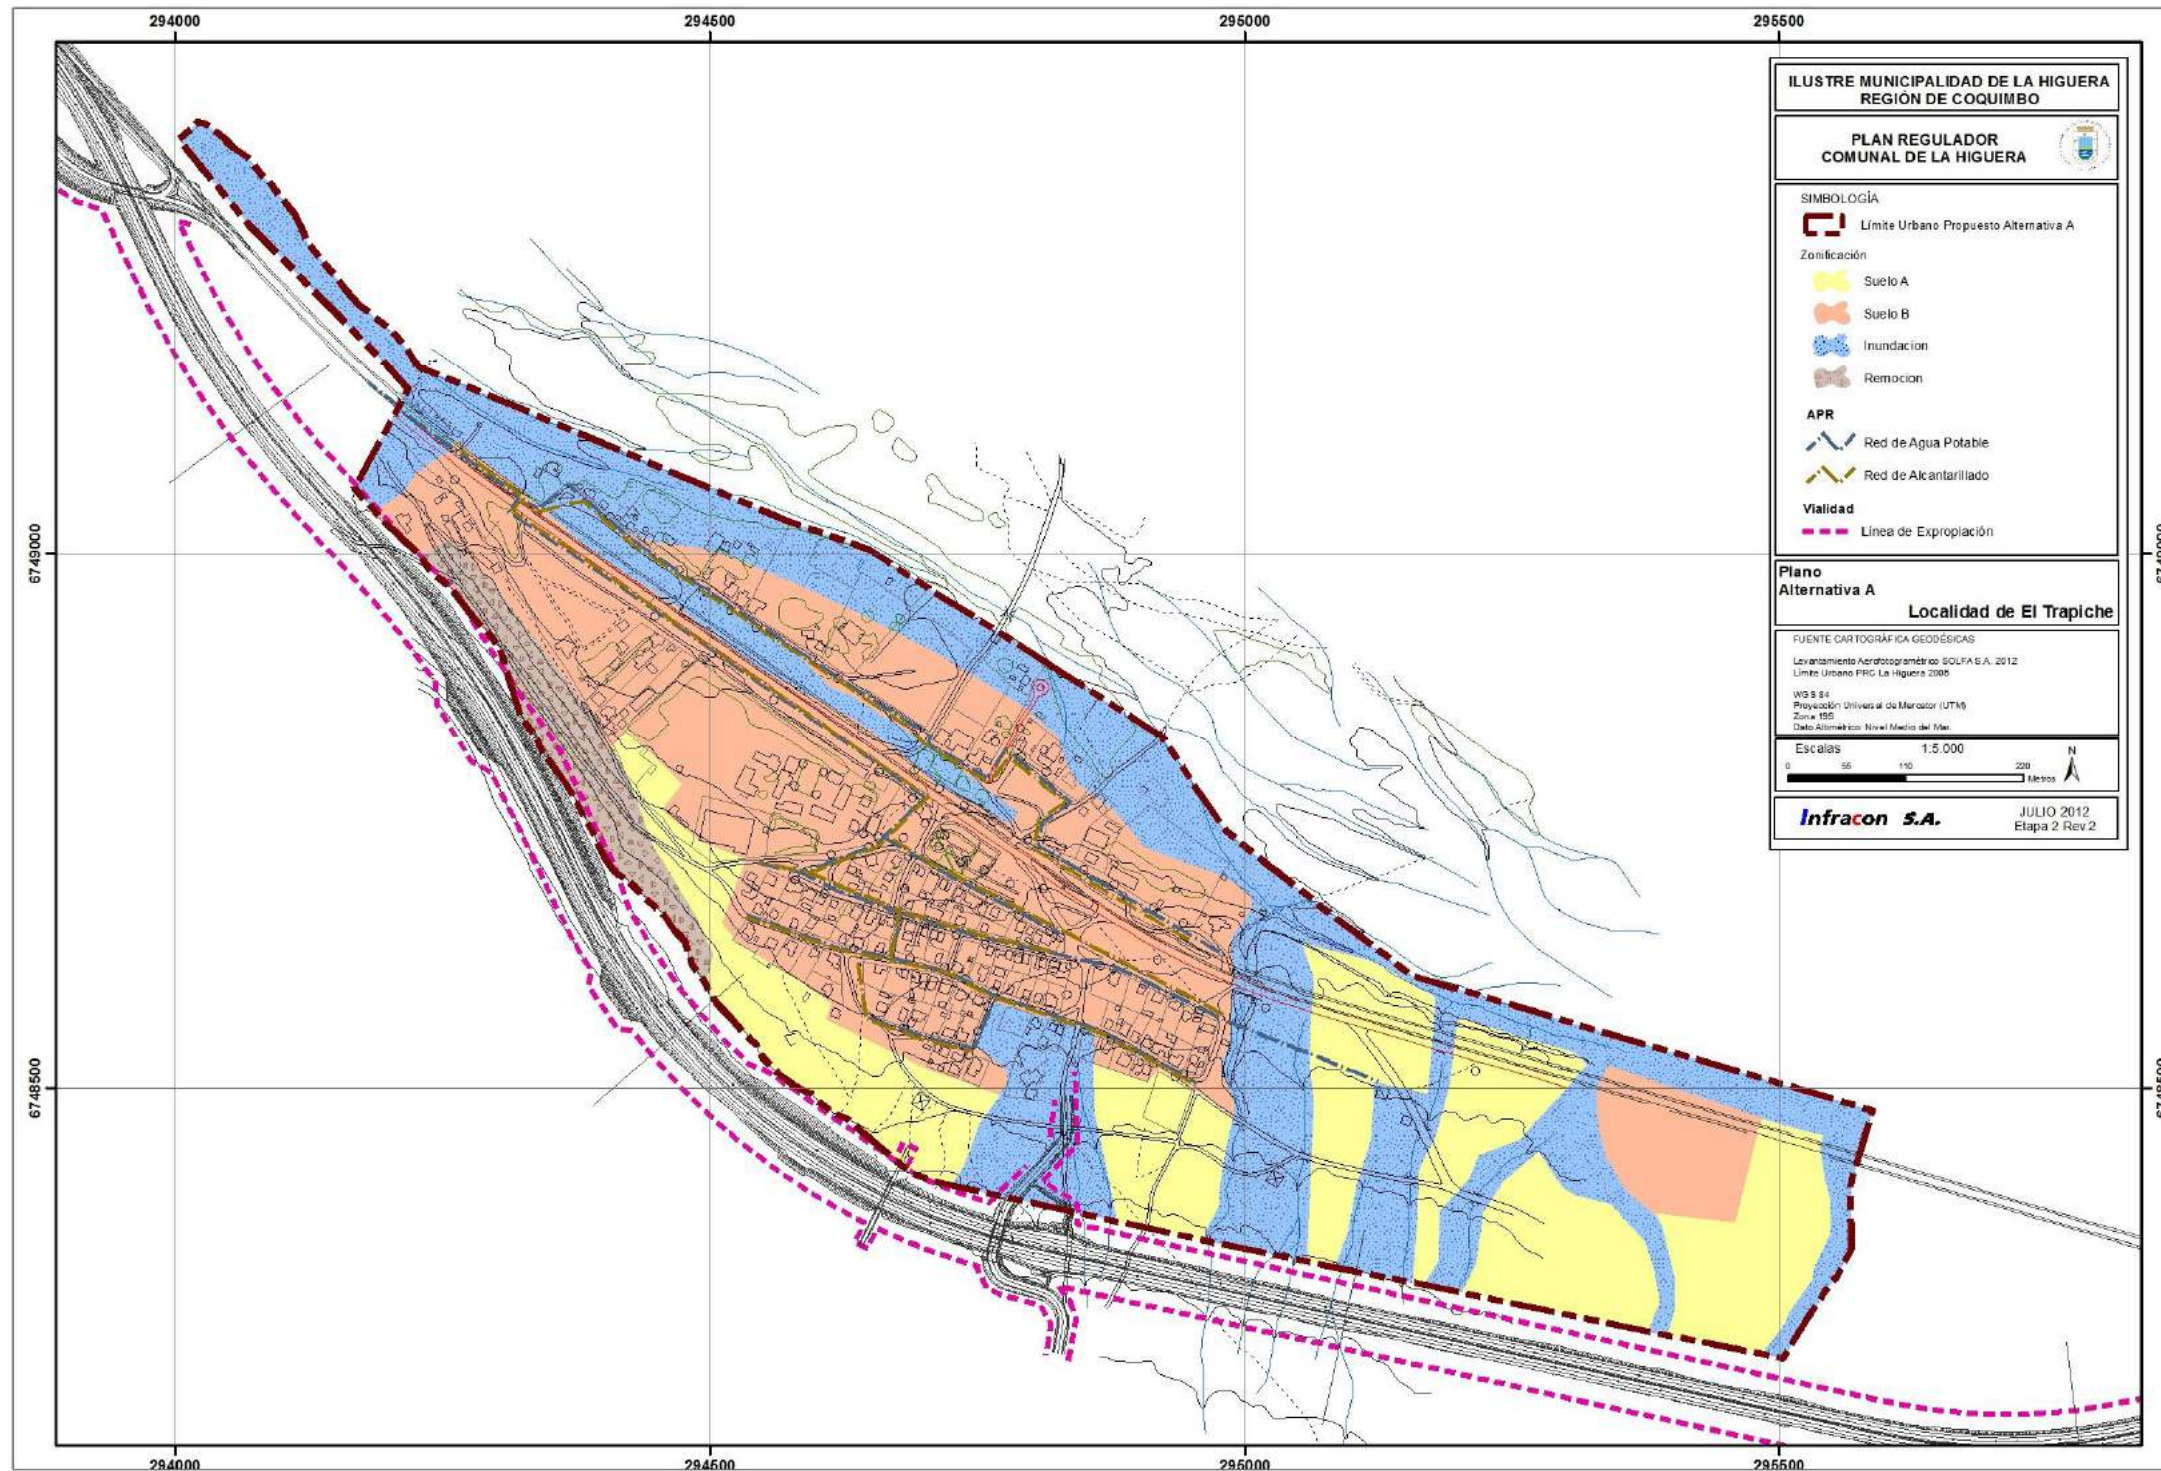 294000
294500
295000
295500
ILUSTRE MUNICIPALIDAD DE LA HIGUERA
REGIÓN DE COQUIMBO
PLAN REGULADOR
COMUNAL DE LA HIGUERA
SIMBOLOGÍA
Límite Urbano Propuesto Alternativa A
Zonificación
Suelo A
Suelo B
Inundacion
Remocion
APR
Red de Agua Potable
Red de Alcantarillado
Vialidad
Línea de Expropiación
Plano
Alternativa A
Localidad de El Trapiche
FUENTE CARTOGRÁFICA GEODÉSICAS
Levantamiento Aerofotogramétrico SOLFA S.A. 2012
Límite Urbano PRC La Higuera 2008
WGS 84
Proyección Universal de Mercator (UTM)
Zona 19S
Dato Altimétrico: Nivel Medio del Mar.
Escalas 1:5.000
N
0 55 110 220
Metros
Infracon S.A.
JULIO 2012
Etapa 2 Rev 2
6749000
6748500
294000
294500
295000
295500